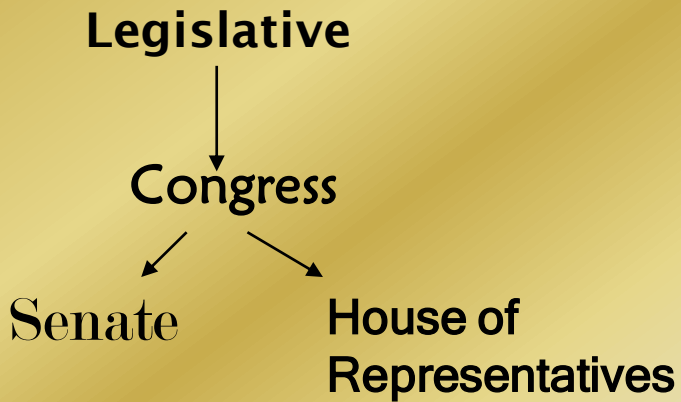 Legislative
Congress
Senate
House of
Representatives